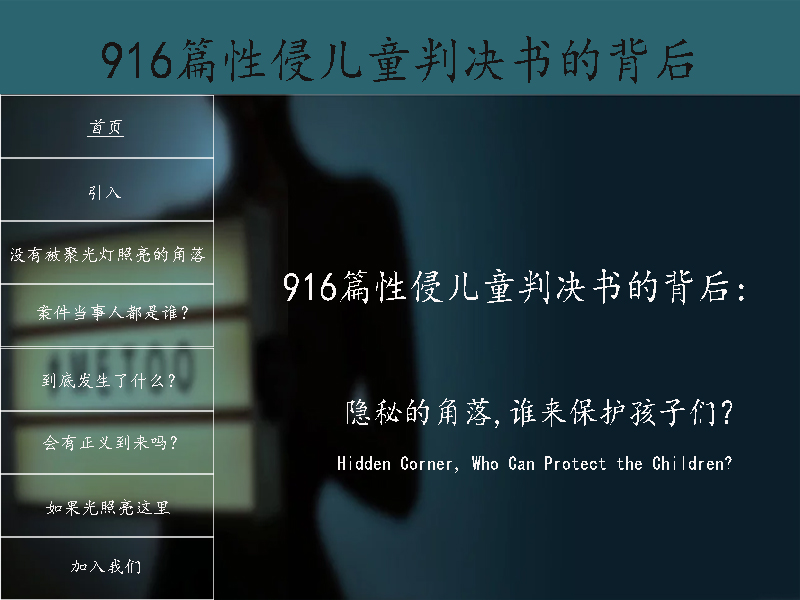 916篇性侵儿童判决书的背后
首页
引入
没有被聚光灯照亮的角落
案件当事人都是谁?
到底发生了什么?
会有正义到来吗?
如果光照亮这里
加入我们
916篇性侵儿童判决书的背后:
隐秘的角落,谁来保护孩子们?
Hidden Corner, Who Can Protect the Children?
#METOO